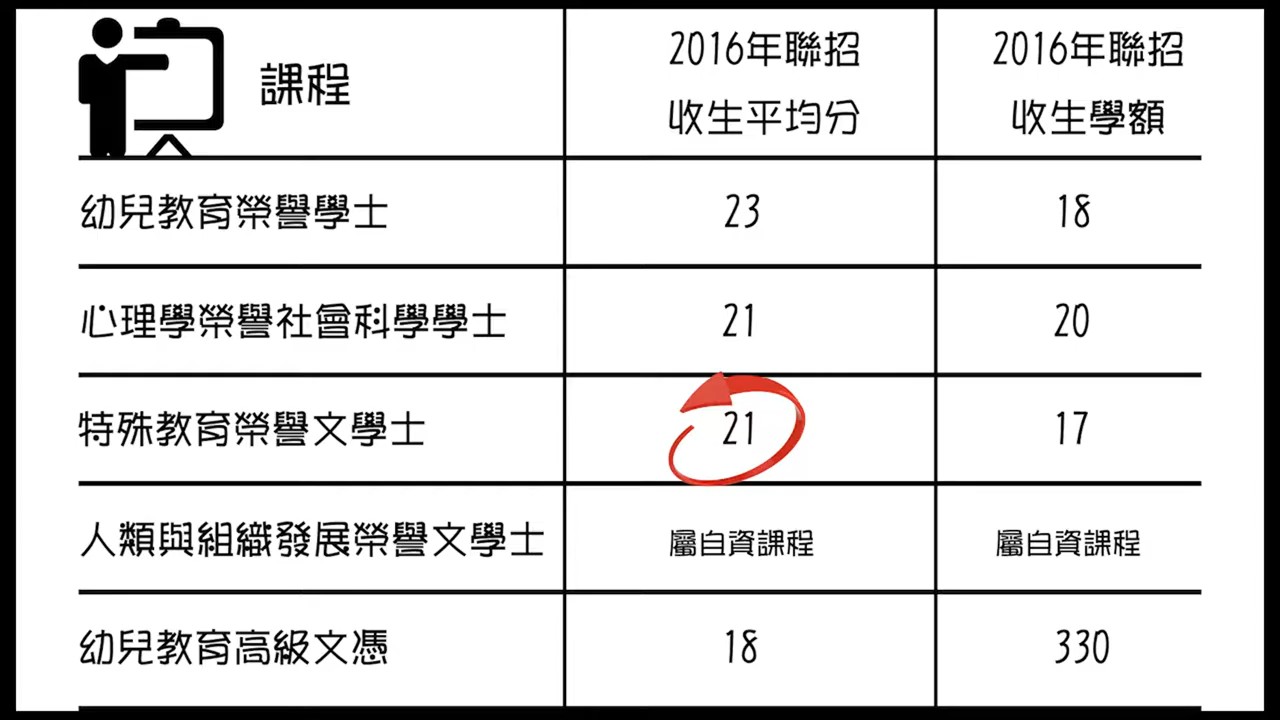 課程
2016年聯招
收生平均分
2016年聯招
收生學額
幼兒教育榮譽學士
23
18
心理學榮譽社會科學學士
21
20
特殊教育榮譽文學士
21
17
人類與組織發展榮譽文學士
屬自資課程
屬自資課程
幼兒教育高級文憑
18
330